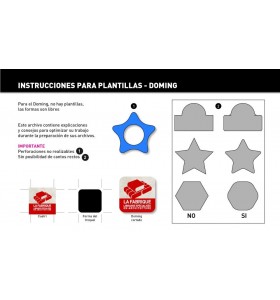 INSTRUCCIONES PARA PLANTILLAS - DOMING
Para el Doming, no hay plantillas,
las formas son libres.
Este archivo contiene explicaciones
y consejos para optimizar su trabajo
durante la preparación de sus archivos.
IMPORTANTE
Perforaciones no realizables 1
Sin posibilidad de cantos rectos. 2
1
2
LA FABRIQUE
LA FABRIQUE
Forma del
troquel
Doming
cortado
NO
SI